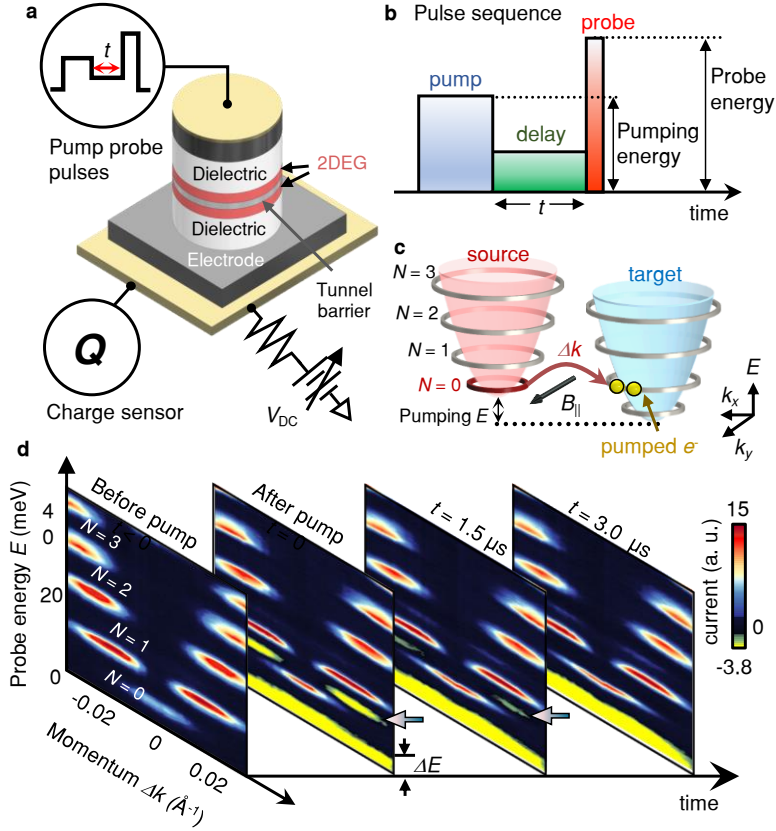 a
t
Pump probe
pulses
Dielectric
2DEG
Dielectric
Electrode
Tunnel
barrier
Q
Charge sensor
V_DC
b Pulse sequence
probe
pump
delay
Pumping
energy
Probe
energy
t
time
c
source
target
N = 3
N = 2
N = 1
N = 0
Δk
B||
Pumping E
pumped e-
E
kx
ky
d
Probe energy E (meV)
4
0
20
0
Before pump
t < 0
N = 3
N = 2
N = 1
N = 0
After pump
t = 0
t = 1.5 µs
t = 3.0 µs
15
0
-3.8
current (a. u.)
-0.02
0
0.02
Momentum Δk (Å-1)
ΔE
time